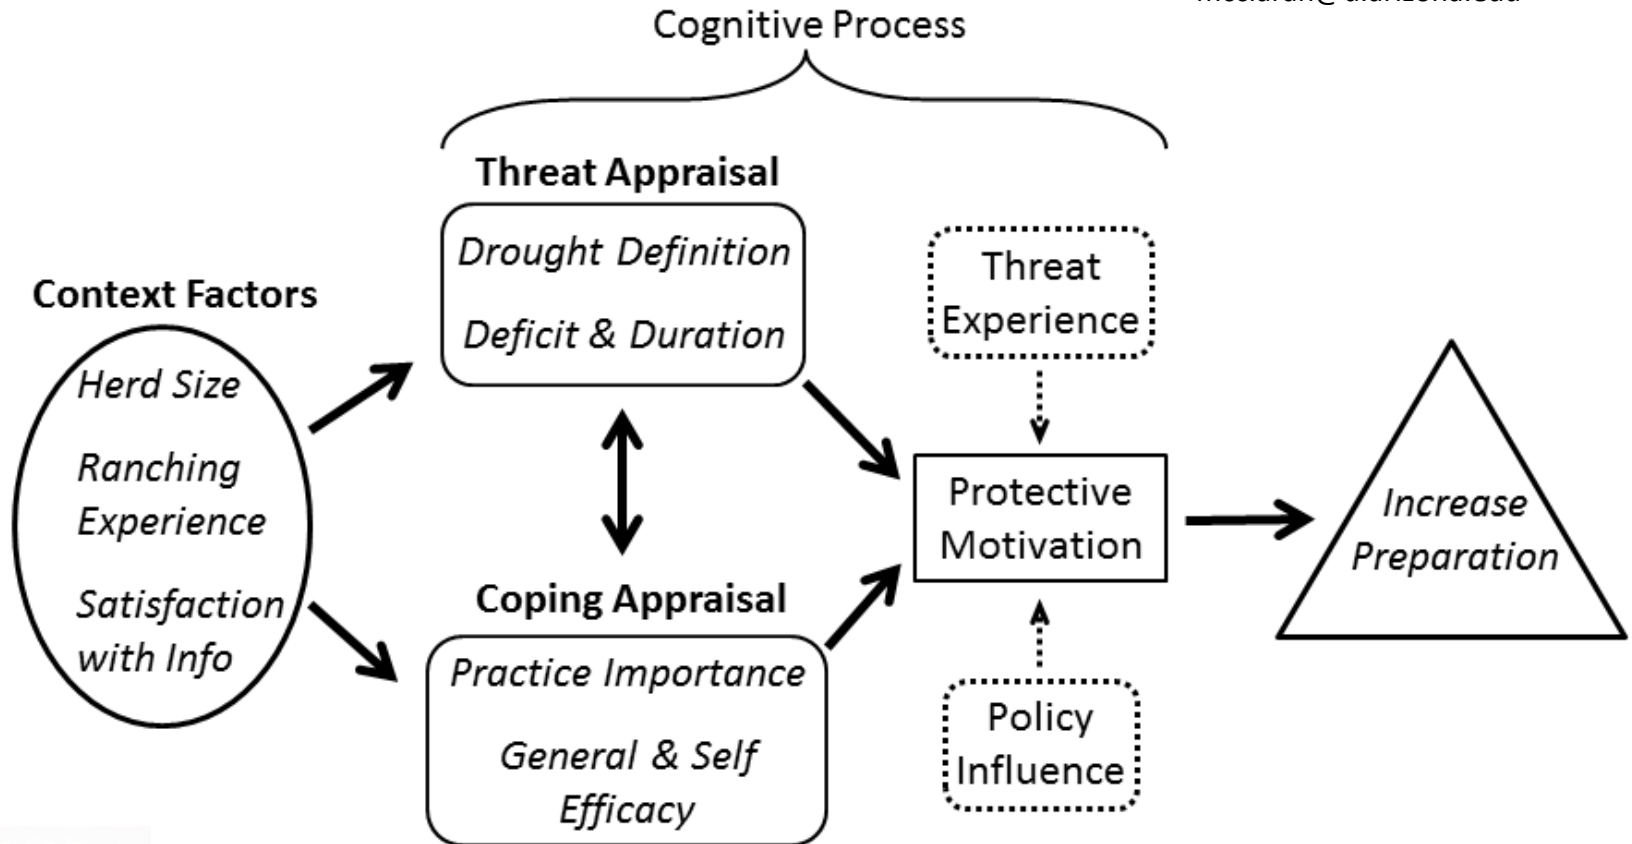 Cognitive Process
Threat Appraisal
Drought Definition
Deficit & Duration
Context Factors
Herd Size
Ranching
Experience
Satisfaction
with Info
Coping Appraisal
Practice Importance
General & Self
Efficacy
Threat
Experience
Protective
Motivation
Policy
Influence
Increase
Preparation